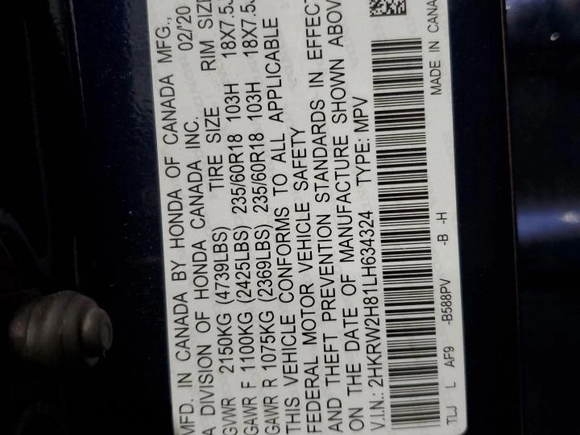 MFD. IN CANADA BY HONDA OF CANADA MFG.,
A DIVISION OF HONDA CANADA INC. 02/20
TIRE SIZE RIM SIZE
GVWR 2150KG (4739LBS)
GAWR F 1100KG (2425LBS) 235/60R18 103H 18X7.5J
GAWR R 1075KG (2369LBS) 235/60R18 103H 18X7.5J
THIS VEHICLE CONFORMS TO ALL APPLICABLE
FEDERAL MOTOR VEHICLE SAFETY
AND THEFT PREVENTION STANDARDS IN EFFECT
ON THE DATE OF MANUFACTURE SHOWN ABOV
V.I.N.: 2HKRW2H81LH634324 TYPE: MPV
TLJ L AF9 -B588PV -B -H MADE IN CANA